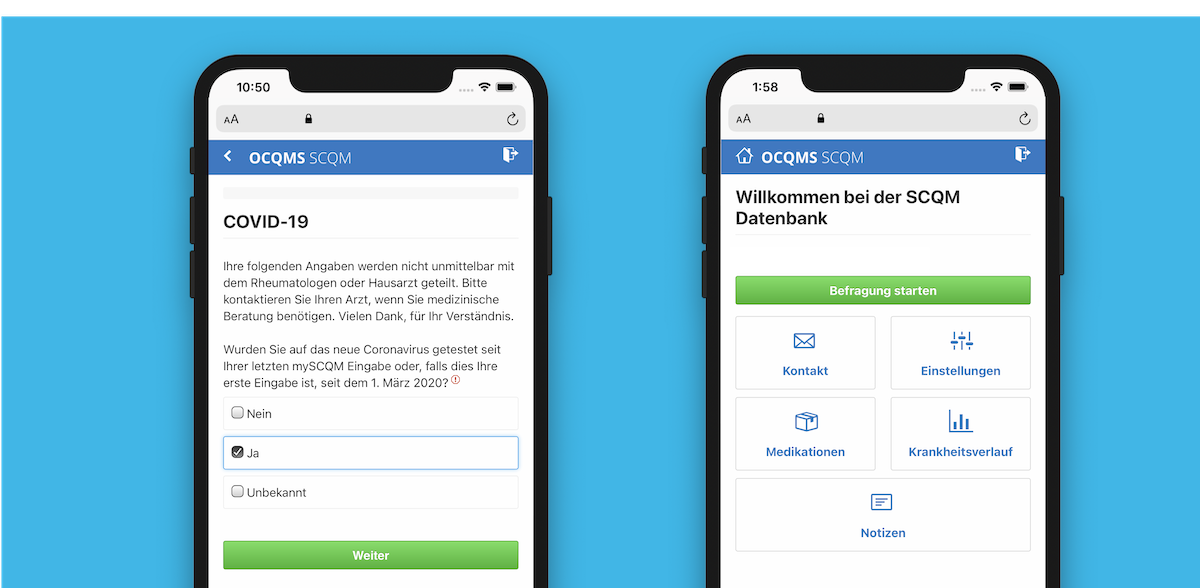 10:50
AA
OCQMS SCQM
COVID-19
Ihre folgenden Angaben werden nicht unmittelbar mit
dem Rheumatologen oder Hausarzt geteilt. Bitte
kontaktieren Sie Ihren Arzt, wenn Sie medizinische
Beratung benötigen. Vielen Dank, für Ihr Verständnis.
Wurden Sie auf das neue Coronavirus getestet seit
Ihrer letzten mySCQM Eingabe oder, falls dies Ihre
erste Eingabe ist, seit dem 1. März 2020?
Nein
Ja
Unbekannt
Weiter
1:58
AA
OCQMS SCQM
Willkommen bei der SCQM
Datenbank
Befragung starten
Kontakt
Einstellungen
Medikationen
Krankheitsverlauf
Notizen